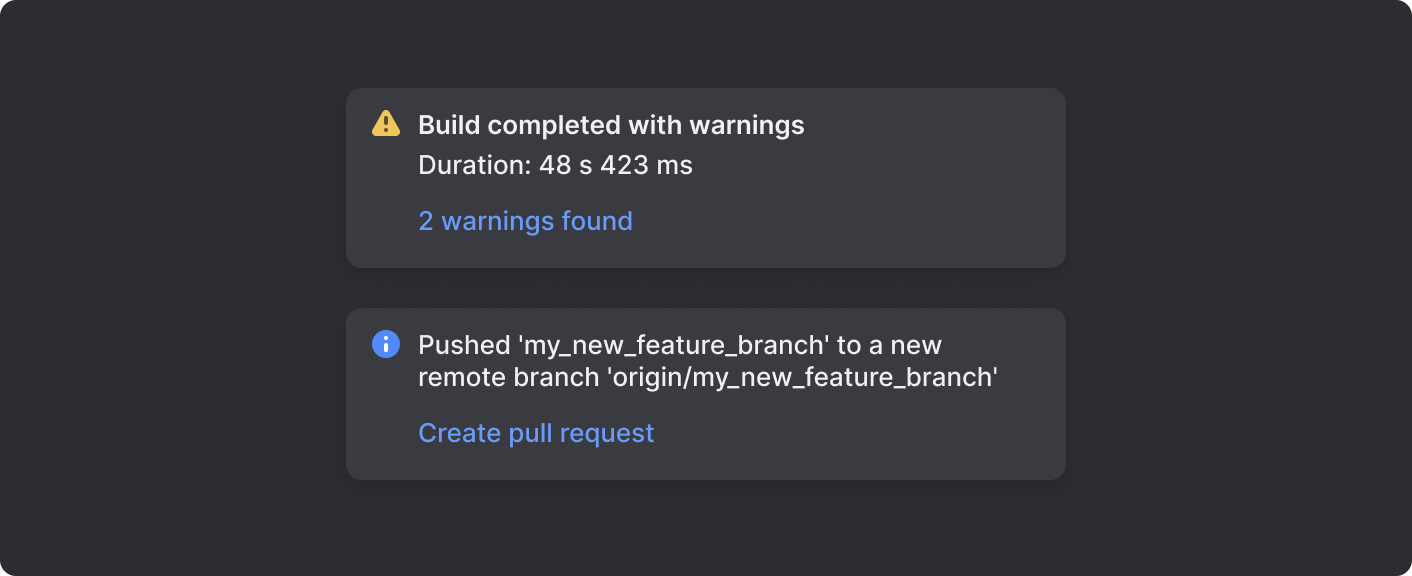 Build completed with warnings
Duration: 48 s 423 ms
2 warnings found
Pushed 'my_new_feature_branch' to a new
remote branch 'origin/my_new_feature_branch'
Create pull request